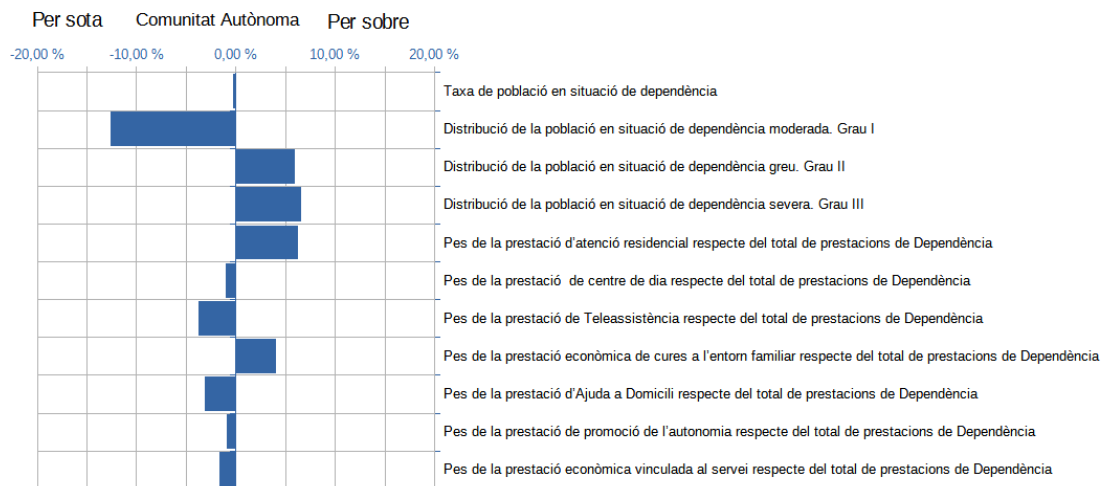 Per sota Comunitat Autònoma Per sobre
-20,00 % -10,00 % 0,00 % 10,00 % 20,00 %
Taxa de població en situació de dependència
Distribució de la població en situació de dependència moderada. Grau I
Distribució de la població en situació de dependència greu. Grau II
Distribució de la població en situació de dependència severa. Grau III
Pes de la prestació d’atenció residencial respecte del total de prestacions de Dependència
Pes de la prestació  de centre de dia respecte del total de prestacions de Dependència
Pes de la prestació de Teleassistència respecte del total de prestacions de Dependència
Pes de la prestació econòmica de cures a l’entorn familiar respecte del total de prestacions de Dependència
Pes de la prestació d’Ajuda a Domicili respecte del total de prestacions de Dependència
Pes de la prestació de promoció de l’autonomia respecte del total de prestacions de Dependència
Pes de la prestació econòmica vinculada al servei respecte del total de prestacions de Dependència